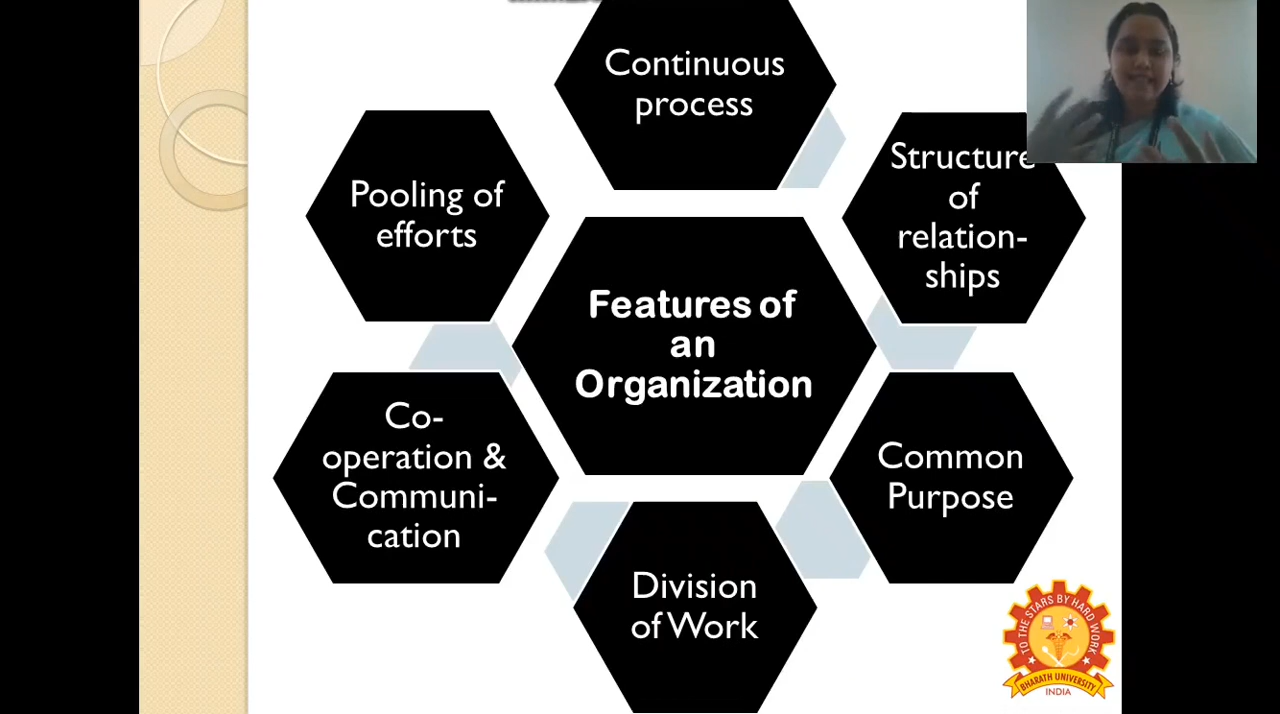 Continuous
process
Structure
of
relation-
ships
Pooling of
efforts
Features of
an
Organization
Co-
operation &
Communi-
cation
Common
Purpose
Division
of Work
TO THE STARS BY HARD WORK
BHARATH UNIVERSITY
INDIA